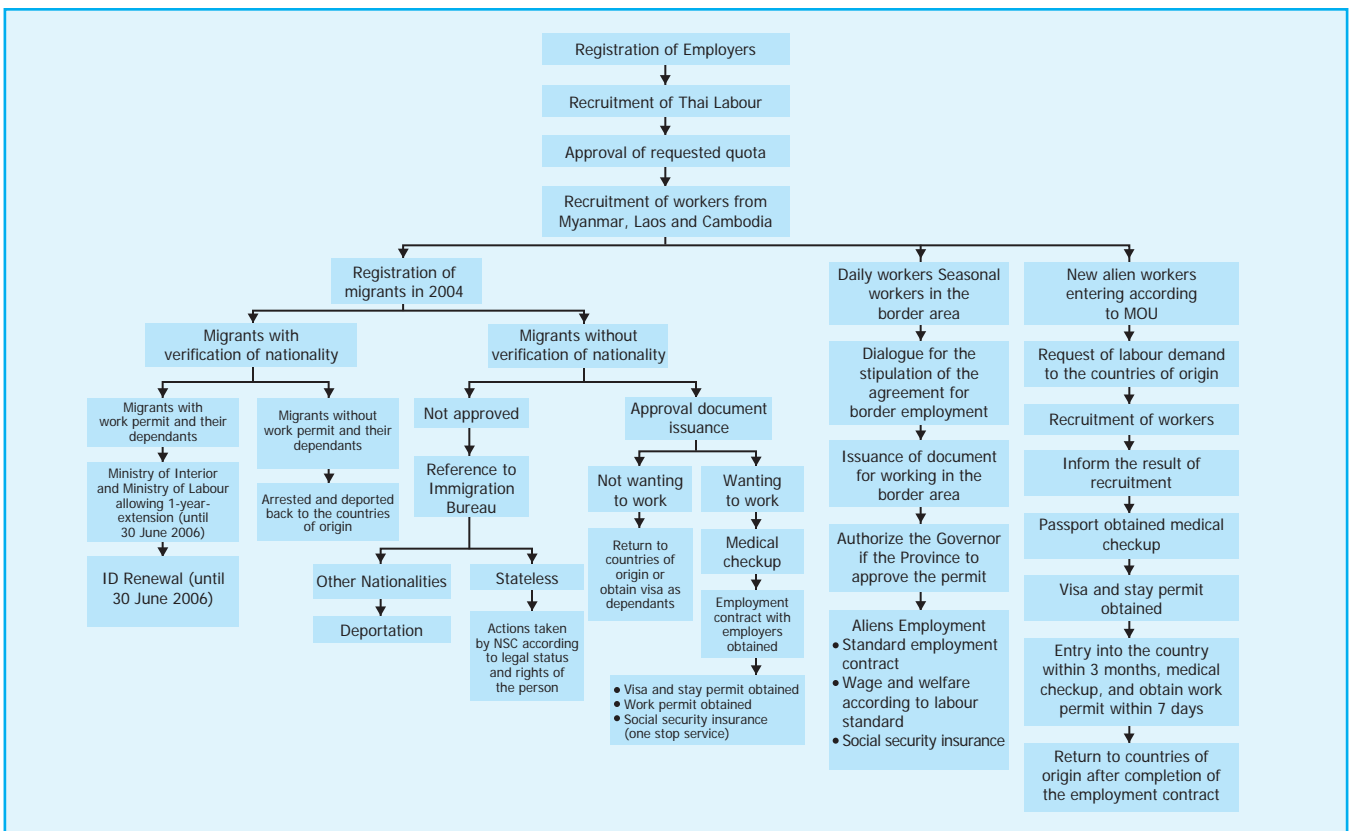 Registration of Employers
Recruitment of Thai Labour
Approval of requested quota
Recruitment of workers from
Myanmar, Laos and Cambodia
Registration of
migrants in 2004
Migrants with
verification of nationality
Migrants with
work permit and their
dependants
Ministry of Interior
and Ministry of Labour
allowing 1-year-
extension (until
30 June 2006)
ID Renewal (until
30 June 2006)
Migrants without
work permit and their
dependants
Arrested and deported
back to the countries
of origin
Migrants without
verification of nationality
Not approved
Reference to
Immigration
Bureau
Other Nationalities
Deportation
Stateless
Actions taken
by NSC according
to legal status
and rights of
the person
Approval document
issuance
Not wanting
to work
Return to
countries of
origin or
obtain visa as
dependants
Wanting
to work
Medical
checkup
Employment
contract with
employers
obtained
• Visa and stay permit obtained
• Work permit obtained
• Social security insurance
(one stop service)
Daily workers Seasonal
workers in the
border area
Dialogue for the
stipulation of the
agreement for
border employment
Issuance of document
for working in the
border area
Authorize the Governor
if the Province to
approve the permit
Aliens Employment
• Standard employment
contract
• Wage and welfare
according to labour
standard
• Social security insurance
New alien workers
entering according
to MOU
Request of labour demand
to the countries of origin
Recruitment of workers
Inform the result of
recruitment
Passport obtained medical
checkup
Visa and stay permit
obtained
Entry into the country
within 3 months, medical
checkup, and obtain work
permit within 7 days
Return to countries of
origin after completion of
the employment contract